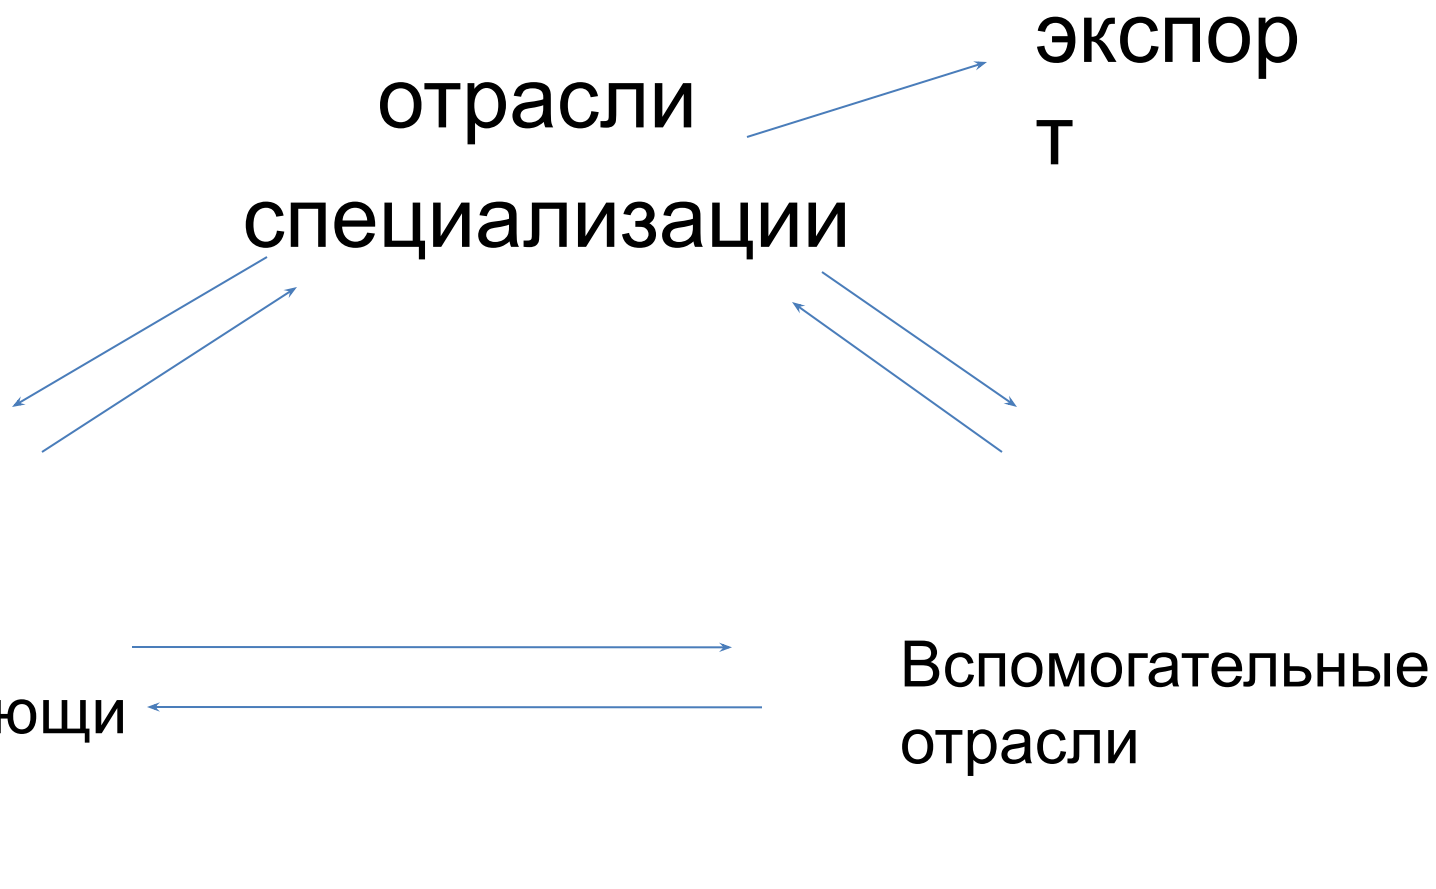 экспор
т
отрасли
специализации
Вспомогательные
отрасли
ющи